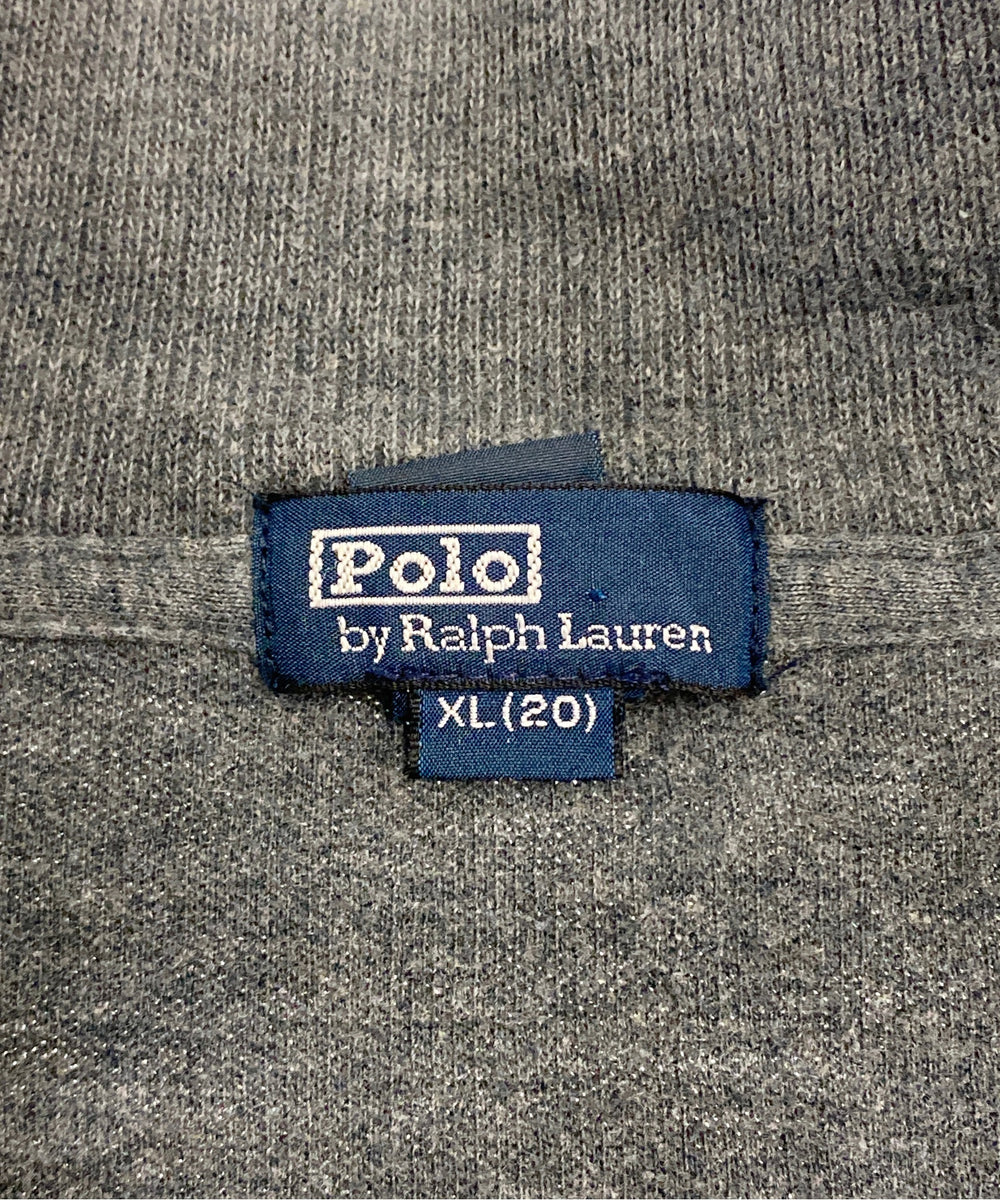 Polo
by Ralph Lauren
XL(20)